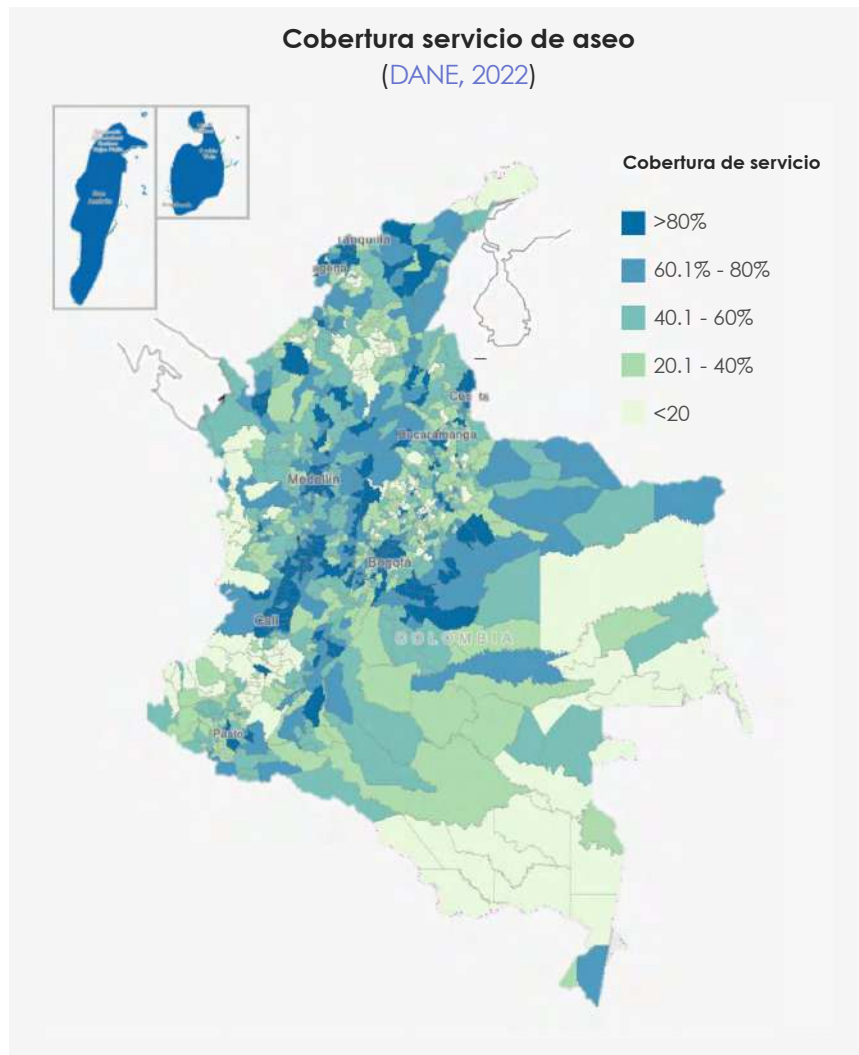 Cobertura servicio de aseo
(DANE, 2022)
Cobertura de servicio
>80%
60.1% - 80%
40.1 - 60%
20.1 - 40%
<20
Bucaramanga
Medellín
Bogotá
Cali
COLOMBIA
Pasto